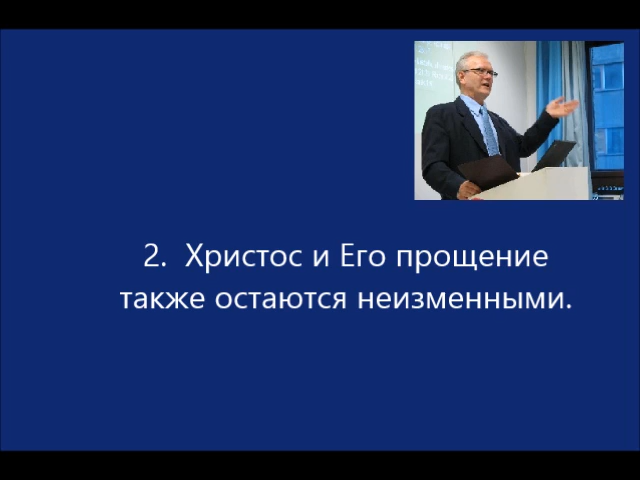 2. Христос и Его прощение
также остаются неизменными.